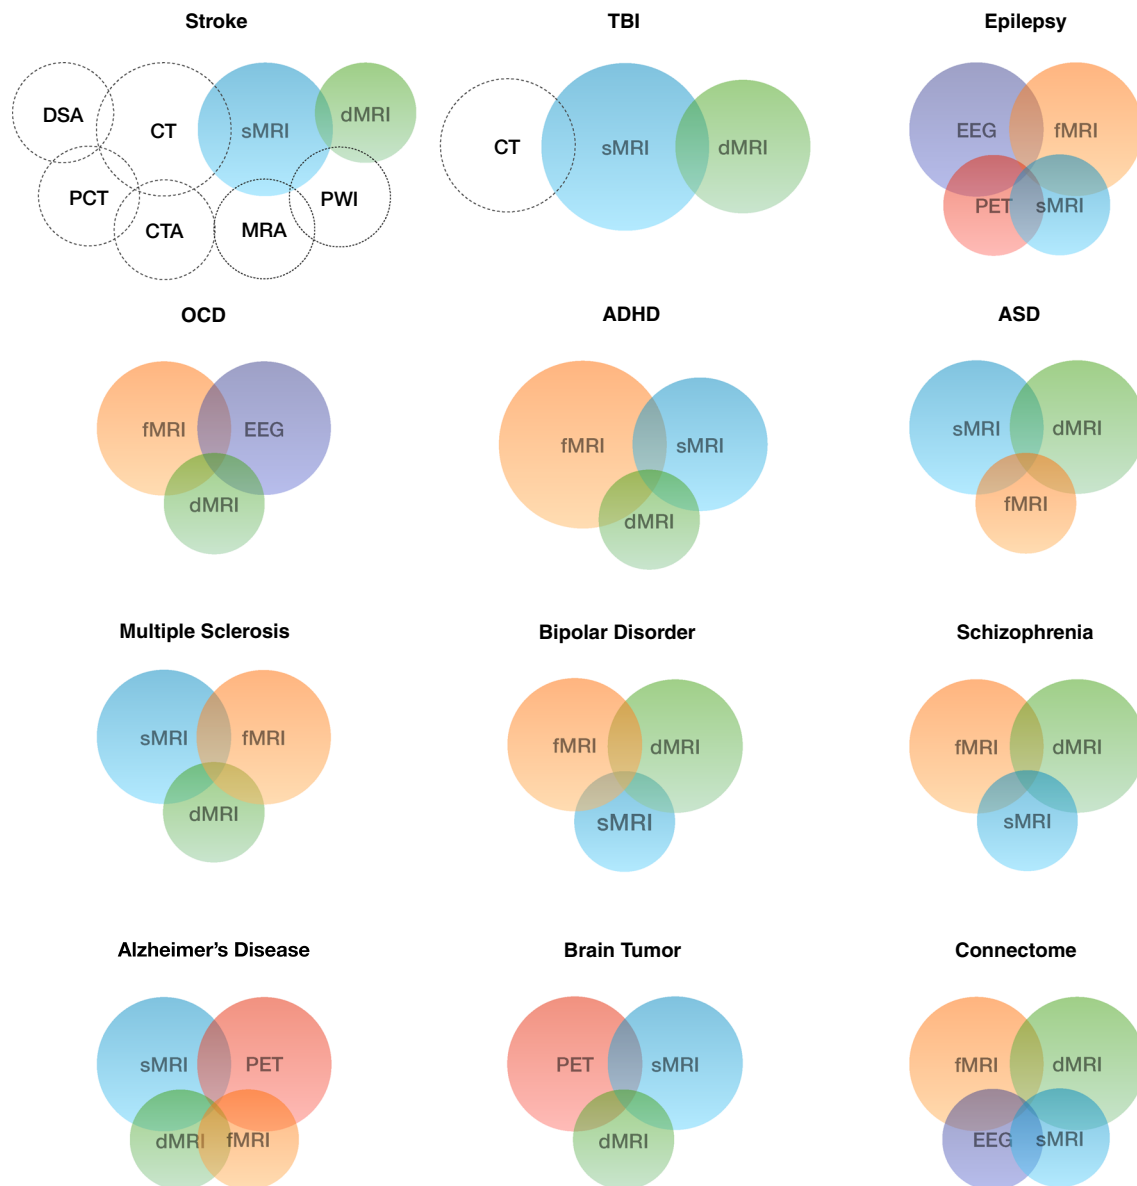 Stroke
TBI
Epilepsy
DSA
CT
sMRI
dMRI
PCT
CTA
MRA
PWI
CT
sMRI
dMRI
EEG
fMRI
PET
sMRI
OCD
ADHD
ASD
fMRI
EEG
dMRI
fMRI
sMRI
dMRI
sMRI
dMRI
fMRI
Multiple Sclerosis
Bipolar Disorder
Schizophrenia
sMRI
fMRI
dMRI
fMRI
dMRI
sMRI
fMRI
dMRI
sMRI
Alzheimer's Disease
Brain Tumor
Connectome
sMRI
PET
dMRI
fMRI
PET
sMRI
dMRI
fMRI
dMRI
EEG
sMRI